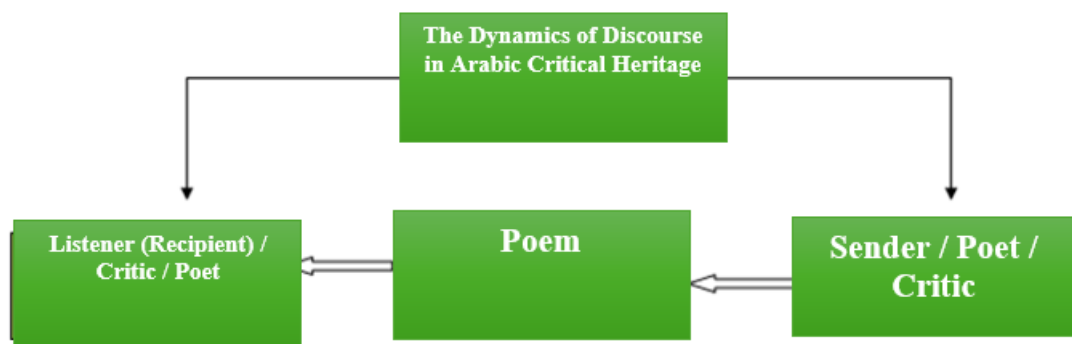 The Dynamics of Discourse
in Arabic Critical Heritage
Listener (Recipient) /
Critic / Poet
Poem
Sender / Poet /
Critic